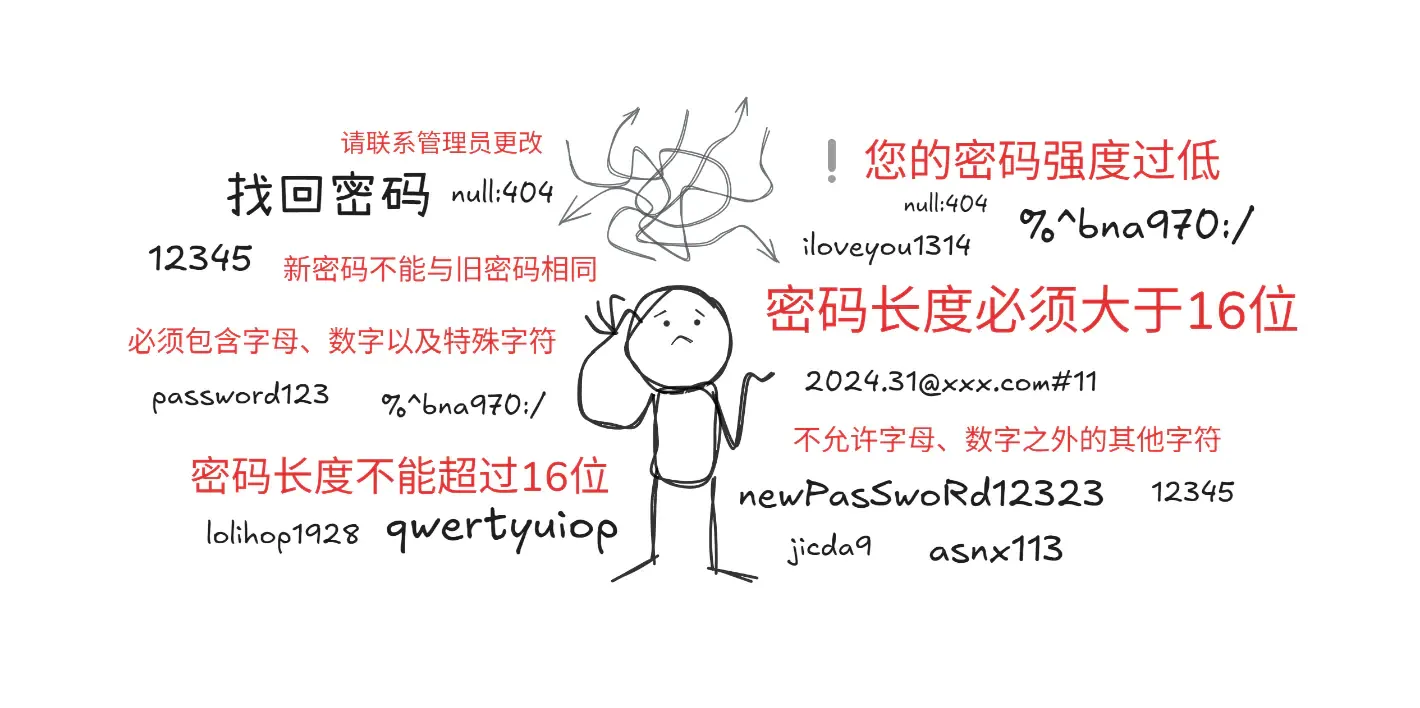 请联系管理员更改
找回密码
null:404
12345
新密码不能与旧密码相同
必须包含字母、数字以及特殊字符
password123
%^bna970:/
密码长度不能超过16位
lolihop1928
qwertyuiop
❗您的密码强度过低
null:404
%^bna970:/
iloveyou1314
密码长度必须大于16位
2024.31@xxx.com#11
不允许字母、数字之外的其他字符
newPasSwoRd12323
12345
jicda9
asnx113